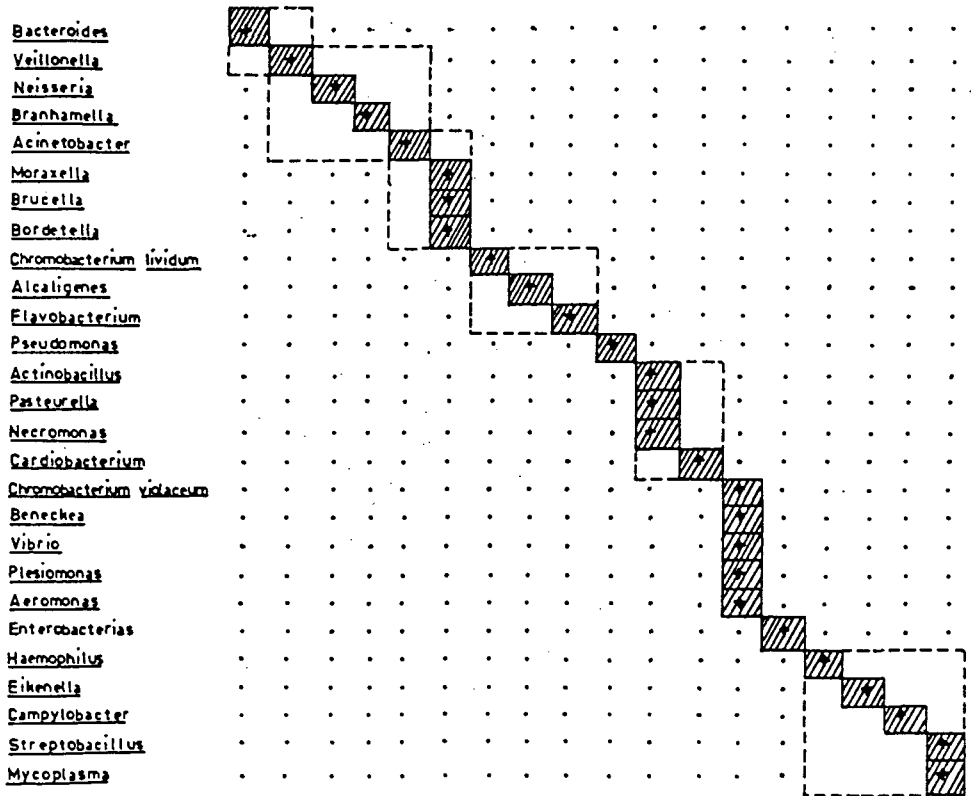 Bacteroides
Veillonella
Neisseria
Branhamella
Acinetobacter
Moraxella
Brucella
Bordetella
Chromobacterium lividum
Alcaligenes
Flavobacterium
Pseudomonas
Actinobacillus
Pasteurella
Necromonas
Cardiobacterium
Chromobacterium violaceum
Beneckea
Vibrio
Plesiomonas
Aeromonas
Enterobacterias
Haemophilus
Eikenella
Campylobacter
Streptobacillus
Mycoplasma